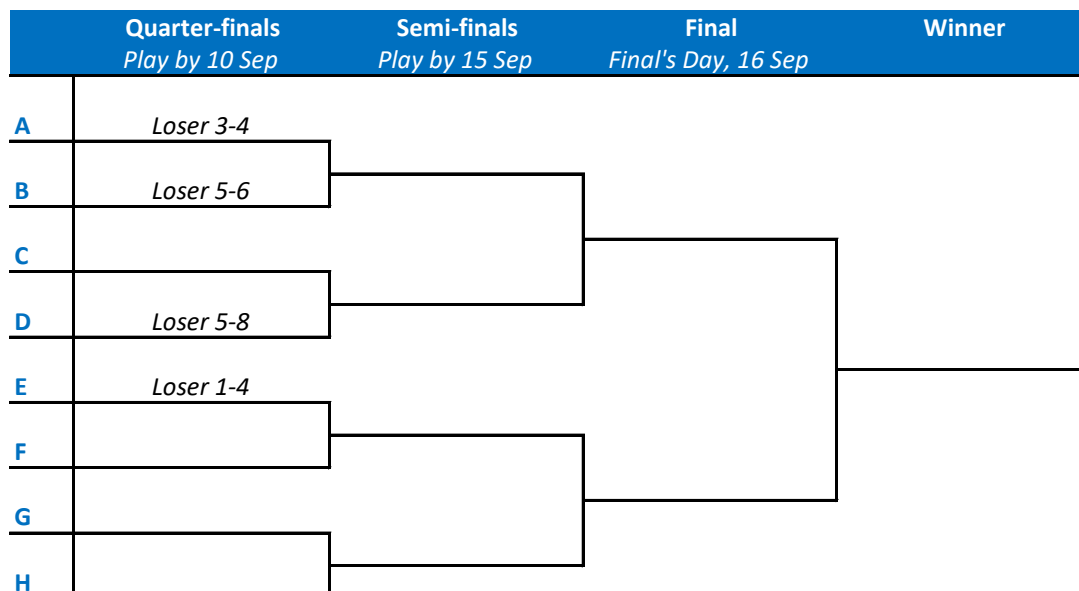 Quarter-finals Semi-finals Final Winner
Play by 10 Sep Play by 15 Sep Final's Day, 16 Sep
A Loser 3-4
B Loser 5-6
C
D Loser 5-8
E Loser 1-4
F
G
H